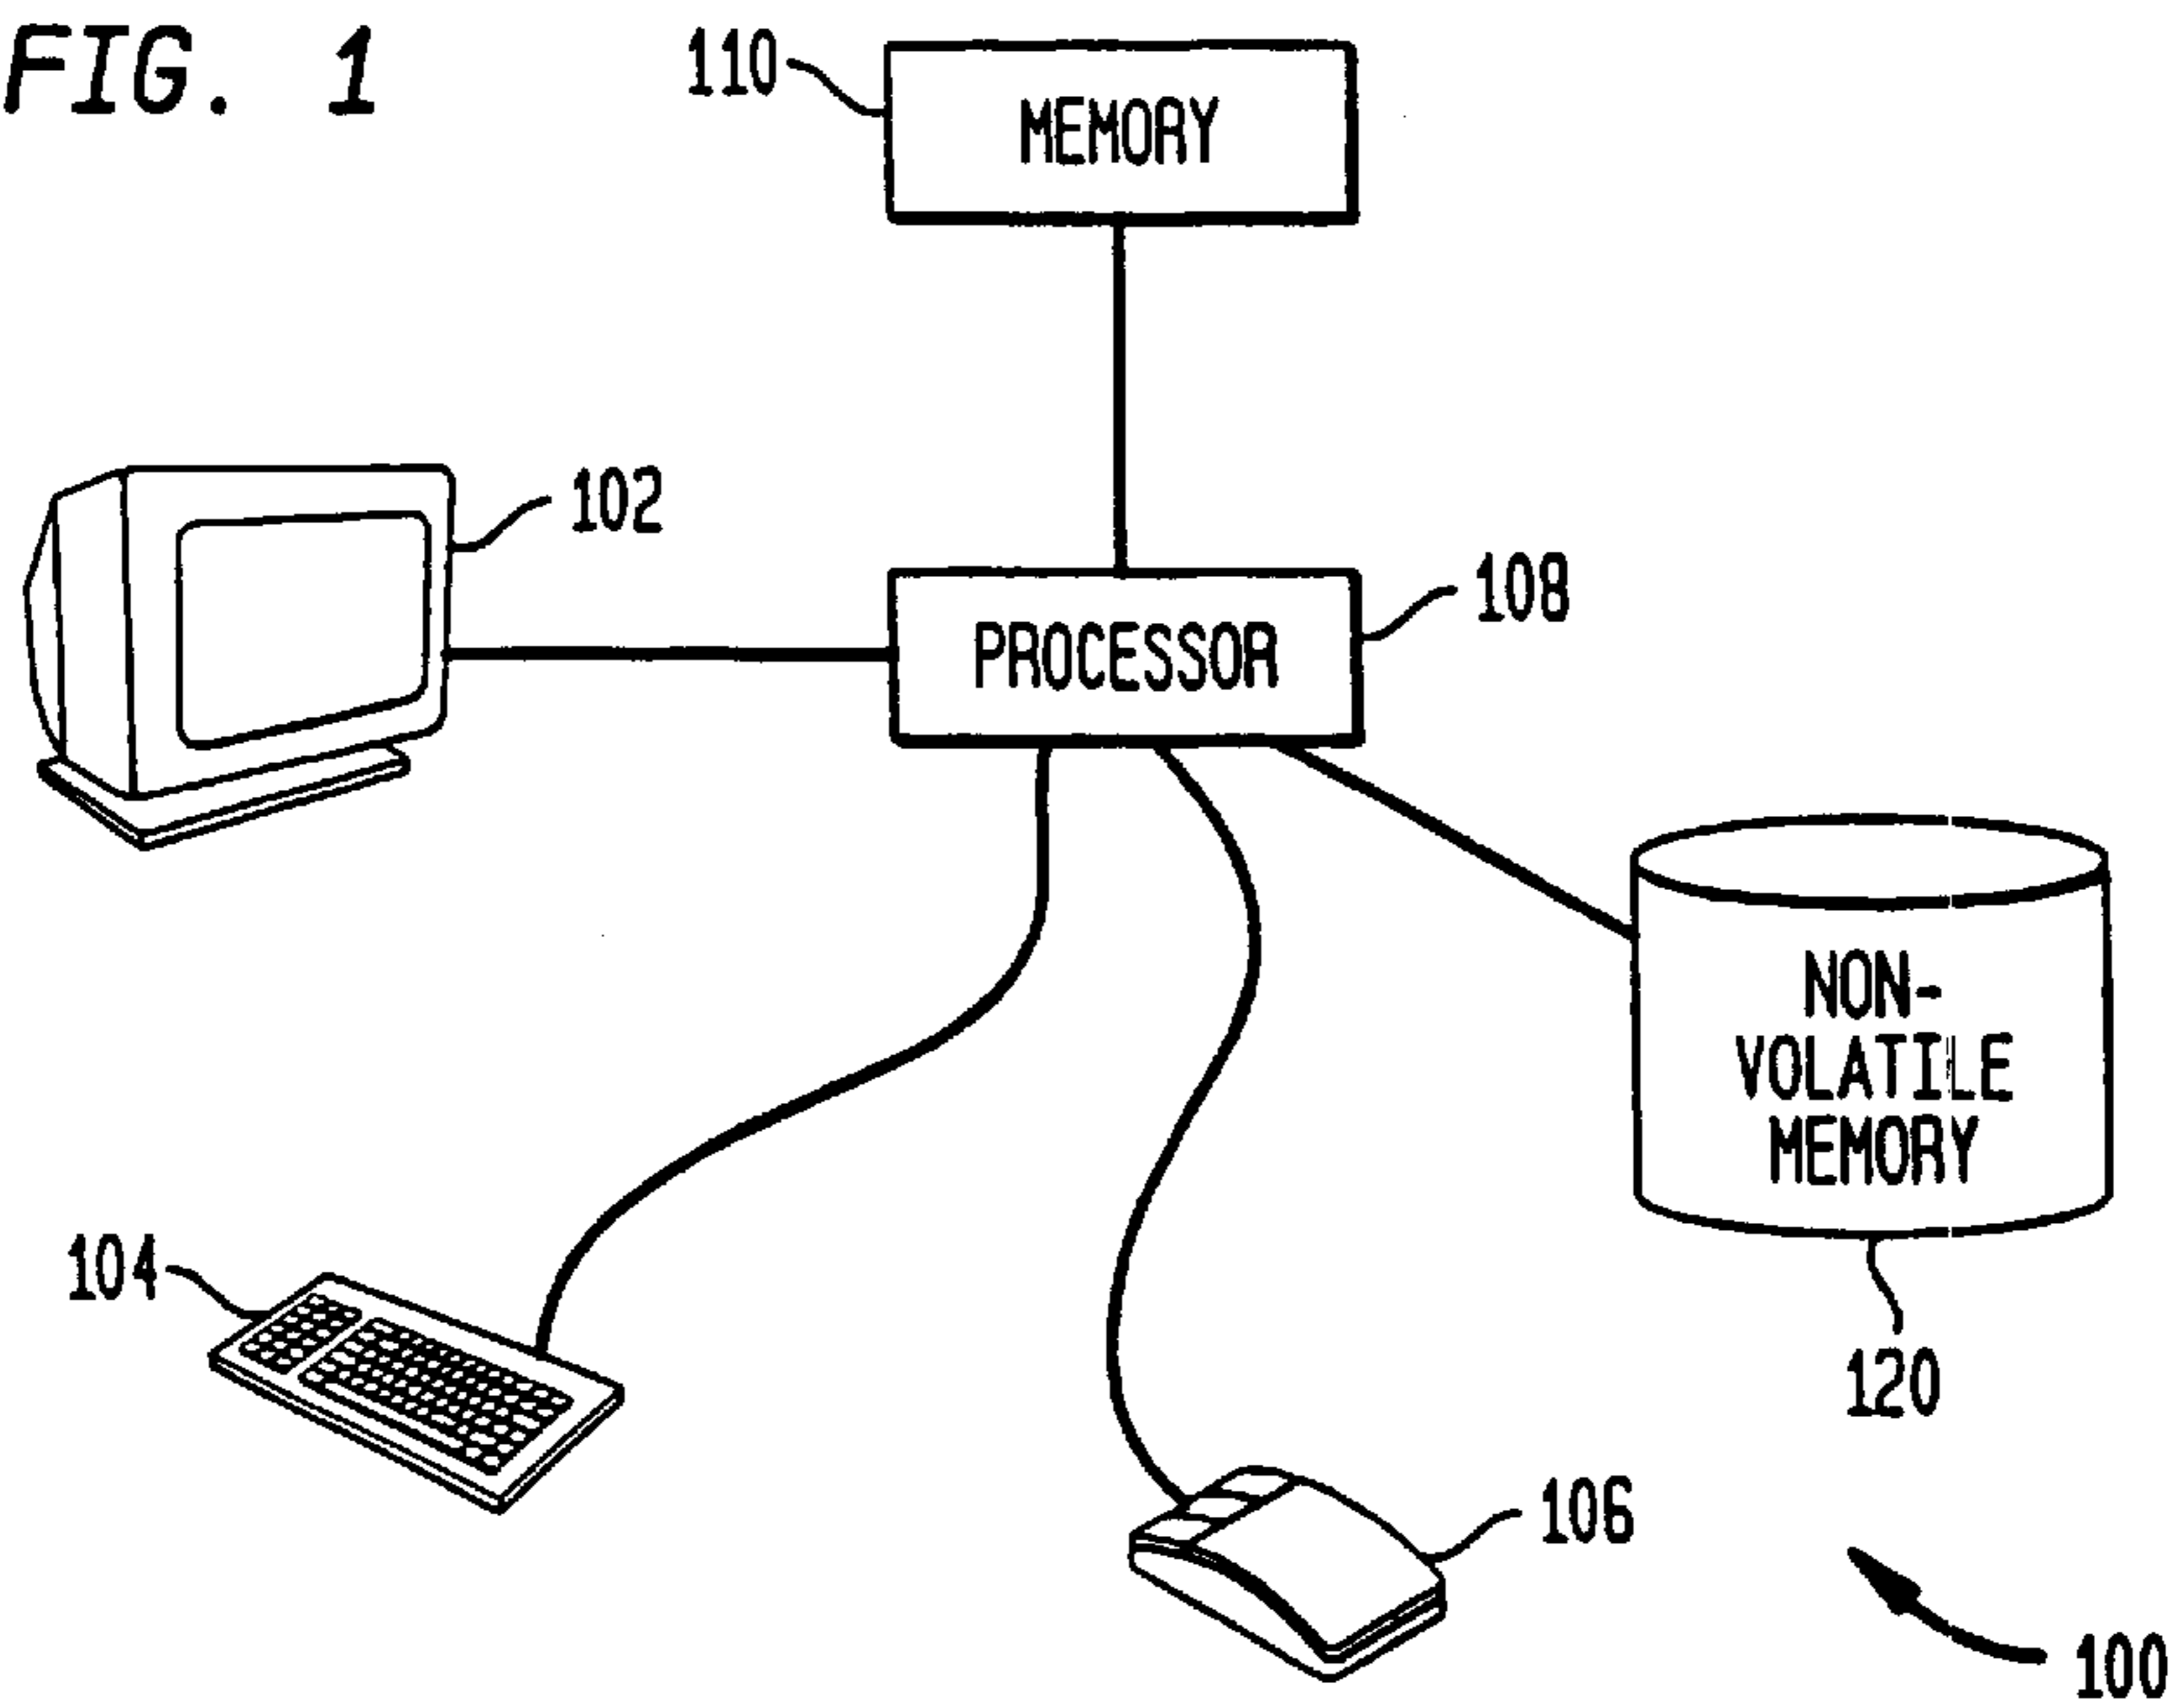 FIG. 1
110
MEMORY
102
108
PROCESSOR
NON-
VOLATILE
MEMORY
104
120
106
100